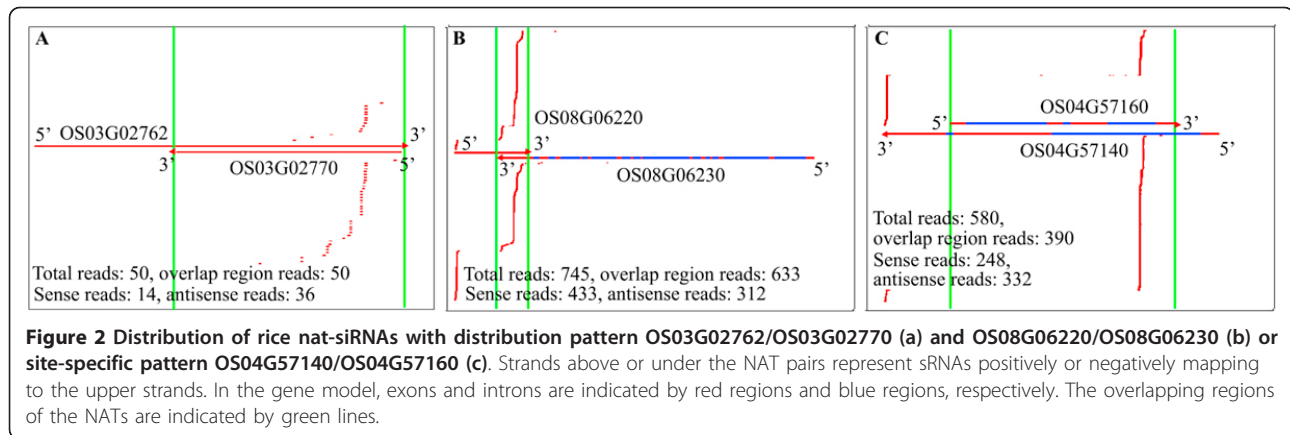 A
5’ OS03G02762 3’
3’ OS03G02770 5’
Total reads: 50, overlap region reads: 50
Sense reads: 14, antisense reads: 36
B
OS08G06220
5’ 3’
3’ OS08G06230 5’
Total reads: 745, overlap region reads: 633
Sense reads: 433, antisense reads: 312
C
OS04G57160
5’ 3’
3’ OS04G57140 5’
Total reads: 580,
overlap region reads: 390
Sense reads: 248,
antisense reads: 332
Figure 2 Distribution of rice nat-siRNAs with distribution pattern OS03G02762/OS03G02770 (a) and OS08G06220/OS08G06230 (b) or
site-specific pattern OS04G57140/OS04G57160 (c). Strands above or under the NAT pairs represent sRNAs positively or negatively mapping
to the upper strands. In the gene model, exons and introns are indicated by red regions and blue regions, respectively. The overlapping regions
of the NATs are indicated by green lines.